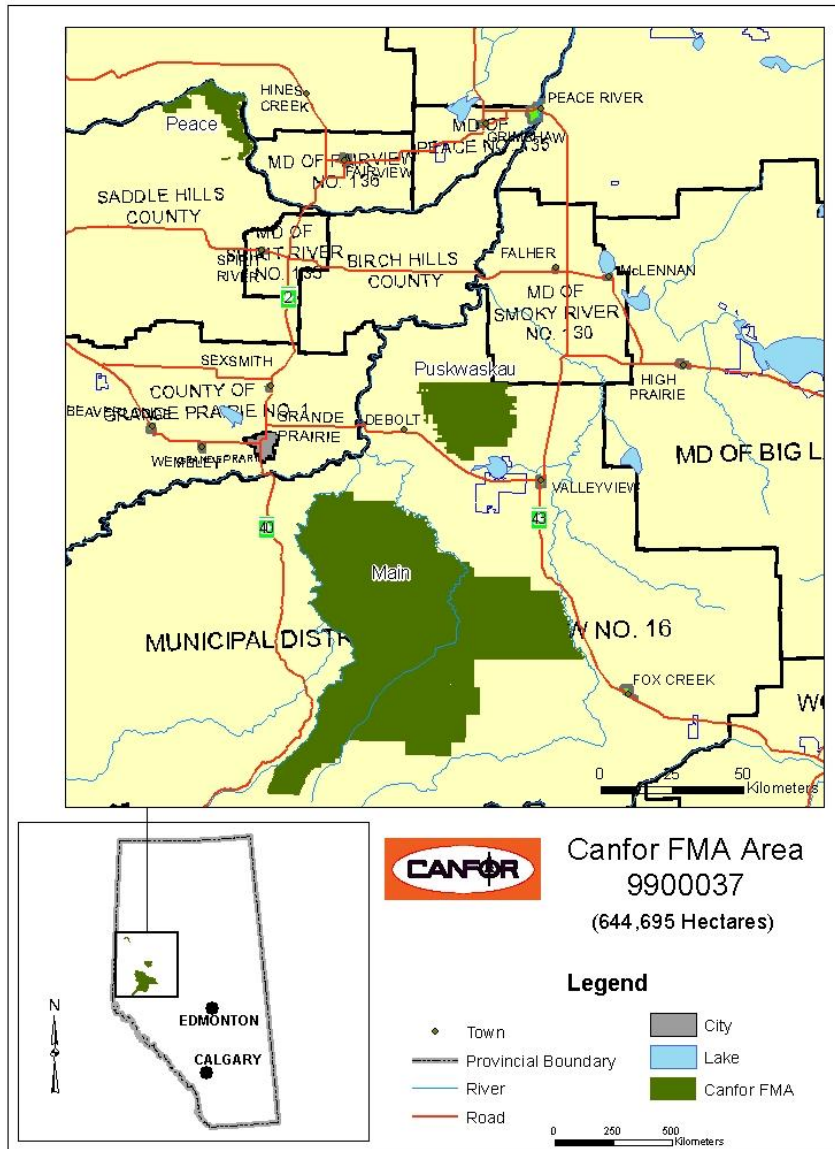 HINES
CREEK
PEACE RIVER
Peace
MD OF
PEACE NO. 135
GRIMSHAW
MD OF FAIRVIEW
NO. 136
FAIRVIEW
SADDLE HILLS
COUNTY
MD OF
SPIRIT RIVER
NO. 133
SPIRIT
RIVER
BIRCH HILLS
COUNTY
FALHER
McLENNAN
MD OF
SMOKY RIVER
NO. 130
2
SEXSMITH
Puskwaskau
HIGH
PRAIRIE
COUNTY OF
GRANDE PRAIRIE NO. 1
BEAVERLODGE
GRANDE
PRAIRIE
DEBOLT
WEMBLEY
GRANDE PRAIRIE
MD OF BIG L
VALLEYVIEW
40
43
Main
MUNICIPAL DISTR
W NO. 16
FOX CREEK
W
0 25 50
Kilometers
CANFOR
Canfor FMA Area
9900037
(644,695 Hectares)
N
EDMONTON
CALGARY
Legend
Town
Provincial Boundary
River
Road
City
Lake
Canfor FMA
0 250 500
Kilometers